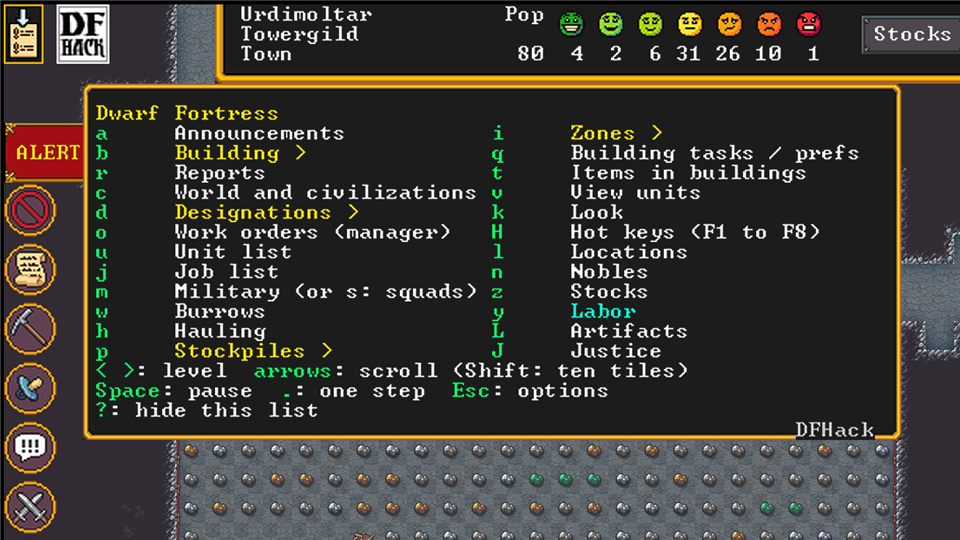 DF
HACK
Urdimoltar
Towergild
Town
Pop
80 4 2 6 31 26 10 1
Stocks
ALERT
Dwarf Fortress
a Announcements i Zones >
b Building > q Building tasks / prefs
r Reports t Items in buildings
c World and civilizations v View units
d Designations > k Look
o Work orders (manager) H Hot keys (F1 to F8)
u Unit list l Locations
j Job list n Nobles
m Military (or s: squads) z Stocks
w Burrows y Labor
h Hauling L Artifacts
p Stockpiles > J Justice
< >: level arrows: scroll (Shift: ten tiles)
Space: pause .: one step Esc: options
?: hide this list
DFHack